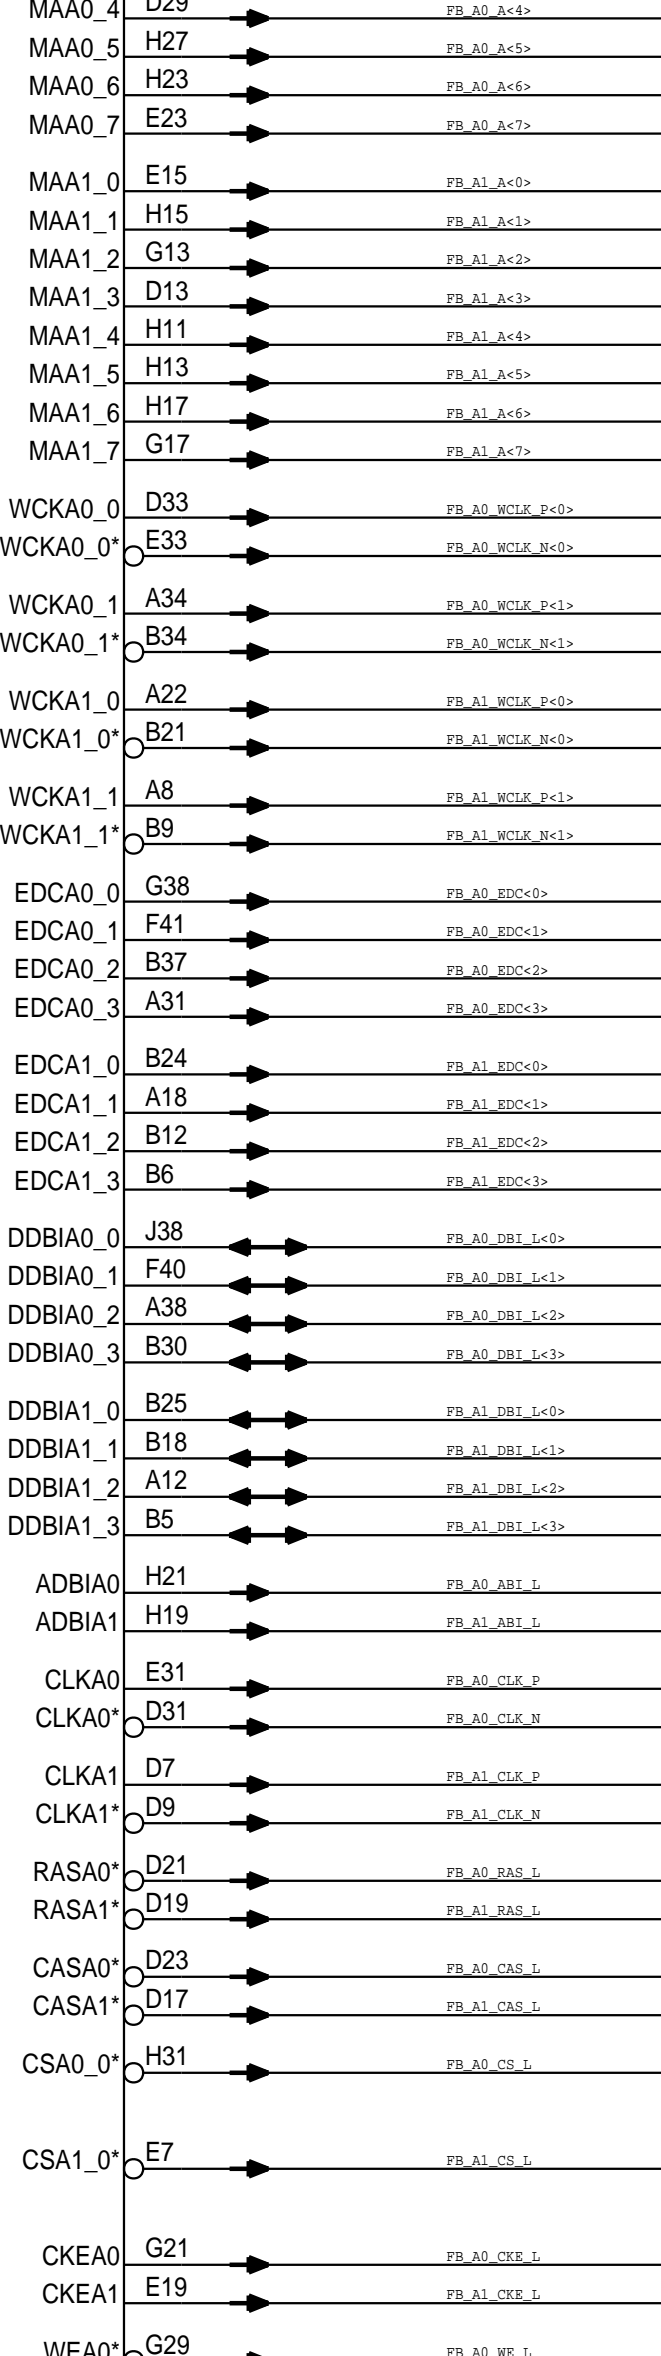 MAA0_4 D29 FB_A0_A<4>
MAA0_5 H27 FB_A0_A<5>
MAA0_6 H23 FB_A0_A<6>
MAA0_7 E23 FB_A0_A<7>
MAA1_0 E15 FB_A1_A<0>
MAA1_1 H15 FB_A1_A<1>
MAA1_2 G13 FB_A1_A<2>
MAA1_3 D13 FB_A1_A<3>
MAA1_4 H11 FB_A1_A<4>
MAA1_5 H13 FB_A1_A<5>
MAA1_6 H17 FB_A1_A<6>
MAA1_7 G17 FB_A1_A<7>
WCKA0_0 D33 FB_A0_WCLK_P<0>
WCKA0_0* E33 FB_A0_WCLK_N<0>
WCKA0_1 A34 FB_A0_WCLK_P<1>
WCKA0_1* B34 FB_A0_WCLK_N<1>
WCKA1_0 A22 FB_A1_WCLK_P<0>
WCKA1_0* B21 FB_A1_WCLK_N<0>
WCKA1_1 A8 FB_A1_WCLK_P<1>
WCKA1_1* B9 FB_A1_WCLK_N<1>
EDCA0_0 G38 FB_A0_EDC<0>
EDCA0_1 F41 FB_A0_EDC<1>
EDCA0_2 B37 FB_A0_EDC<2>
EDCA0_3 A31 FB_A0_EDC<3>
EDCA1_0 B24 FB_A1_EDC<0>
EDCA1_1 A18 FB_A1_EDC<1>
EDCA1_2 B12 FB_A1_EDC<2>
EDCA1_3 B6 FB_A1_EDC<3>
DDBIA0_0 J38 FB_A0_DBI_L<0>
DDBIA0_1 F40 FB_A0_DBI_L<1>
DDBIA0_2 A38 FB_A0_DBI_L<2>
DDBIA0_3 B30 FB_A0_DBI_L<3>
DDBIA1_0 B25 FB_A1_DBI_L<0>
DDBIA1_1 B18 FB_A1_DBI_L<1>
DDBIA1_2 A12 FB_A1_DBI_L<2>
DDBIA1_3 B5 FB_A1_DBI_L<3>
ADBIA0 H21 FB_A0_ABI_L
ADBIA1 H19 FB_A1_ABI_L
CLKA0 E31 FB_A0_CLK_P
CLKA0* D31 FB_A0_CLK_N
CLKA1 D7 FB_A1_CLK_P
CLKA1* D9 FB_A1_CLK_N
RASA0* D21 FB_A0_RAS_L
RASA1* D19 FB_A1_RAS_L
CASA0* D23 FB_A0_CAS_L
CASA1* D17 FB_A1_CAS_L
CSA0_0* H31 FB_A0_CS_L
CSA1_0* E7 FB_A1_CS_L
CKEA0 G21 FB_A0_CKE_L
CKEA1 E19 FB_A1_CKE_L
WEA0* G29 FB_A0_WE_L